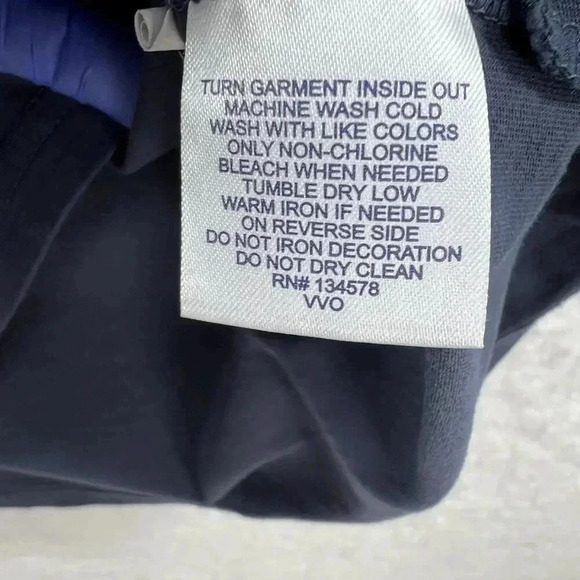 TURN GARMENT INSIDE OUT
MACHINE WASH COLD
WASH WITH LIKE COLORS
ONLY NON-CHLORINE
BLEACH WHEN NEEDED
TUMBLE DRY LOW
WARM IRON IF NEEDED
ON REVERSE SIDE
DO NOT IRON DECORATION
DO NOT DRY CLEAN
RN# 134578
VVO